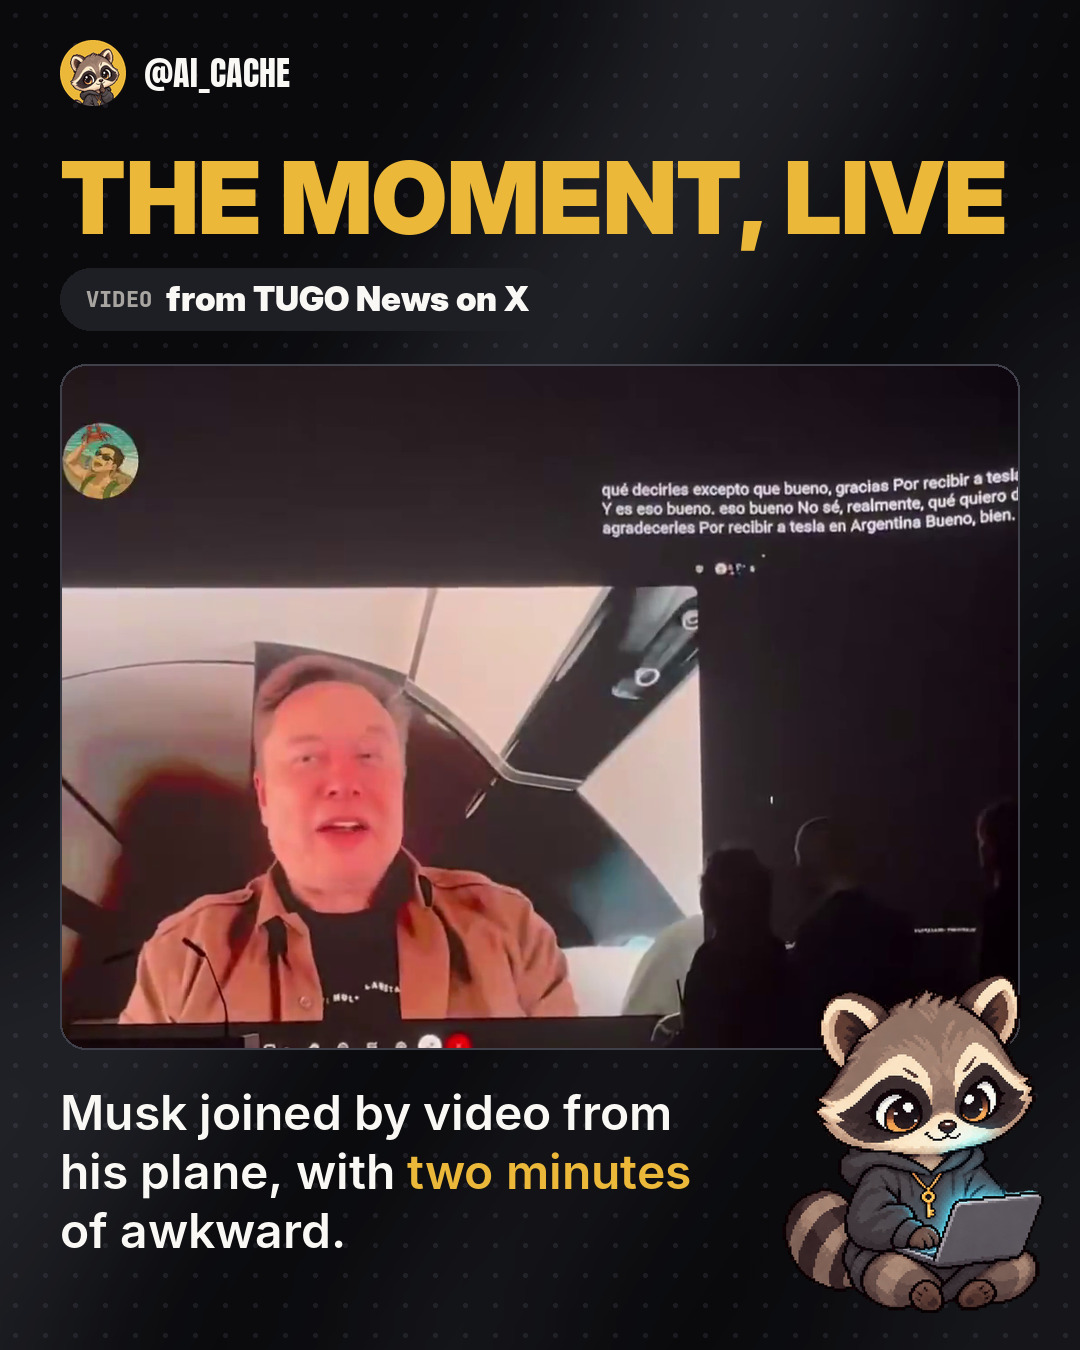 @AI_CACHE
THE MOMENT, LIVE
VIDEO from TUGO News on X
qué decirles excepto que bueno, gracias Por recibir a tesla
Y es eso bueno. eso bueno No sé, realmente, qué quiero d
agradecerles Por recibir a tesla en Argentina Bueno, bien.
Musk joined by video from
his plane, with two minutes
of awkward.